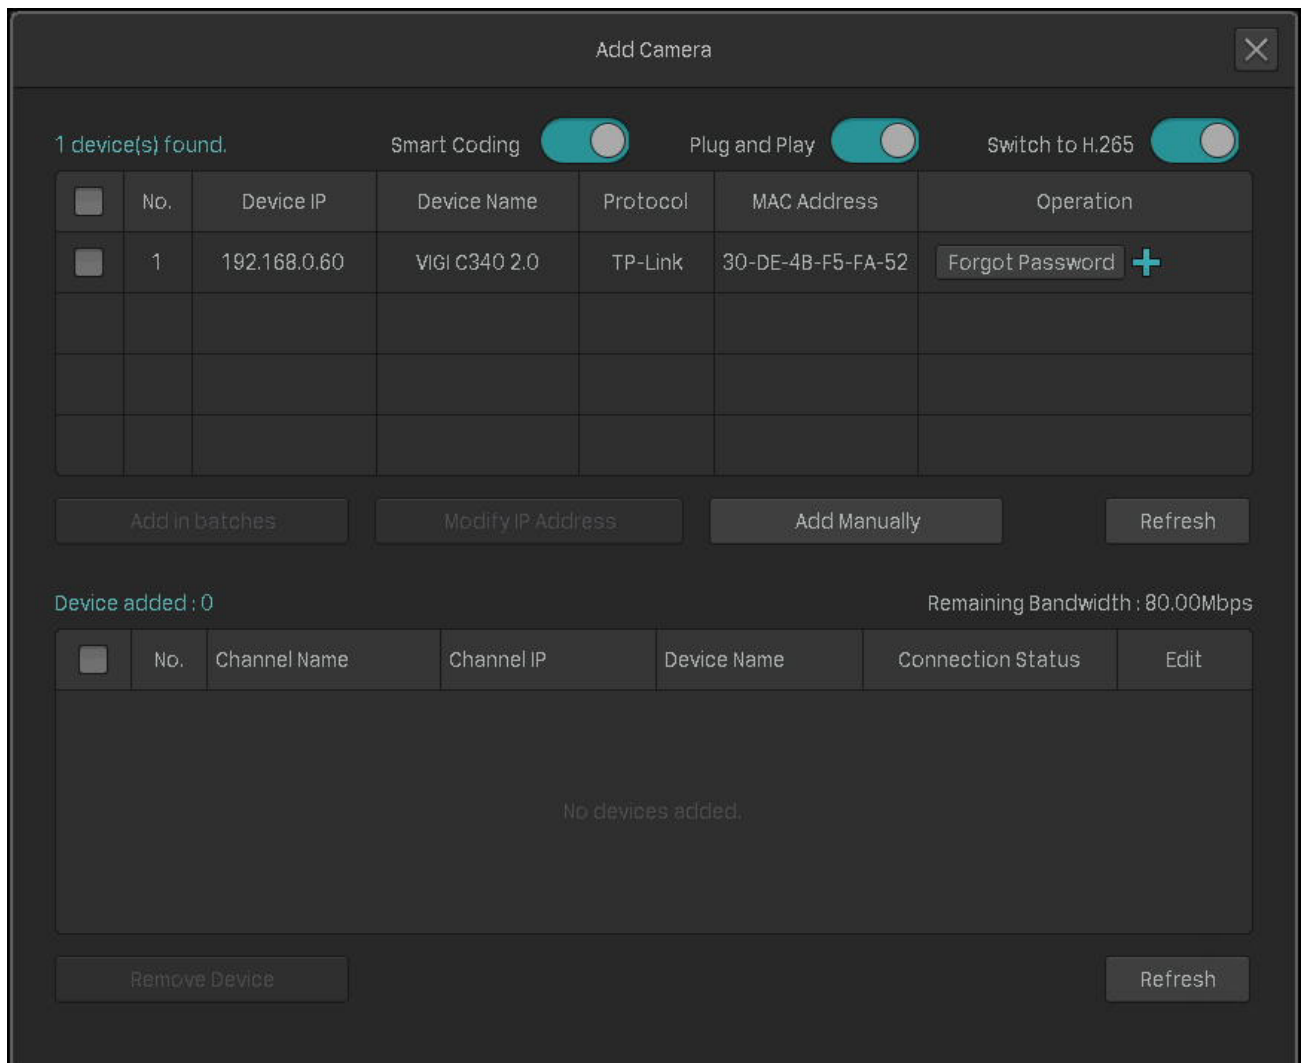 Add Camera
1 device(s) found. Smart Coding Plug and Play Switch to H.265
No. Device IP Device Name Protocol MAC Address Operation
1 192.168.0.60 VIGI C340 2.0 TP-Link 30-DE-4B-F5-FA-52 Forgot Password
Add in batches Modify IP Address Add Manually Refresh
Device added : 0 Remaining Bandwidth : 80.00Mbps
No. Channel Name Channel IP Device Name Connection Status Edit
No devices added.
Remove Device Refresh